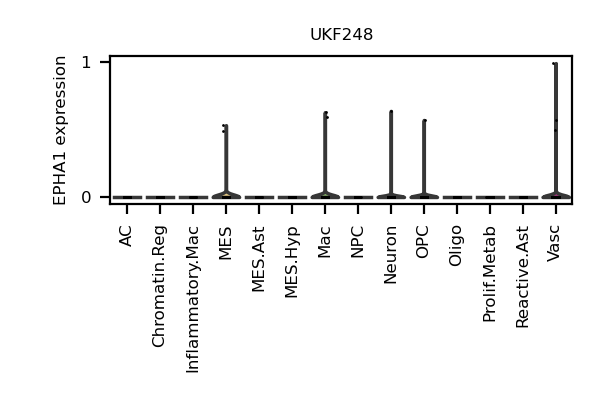 UKF248
EPHA1 expression
1
0
AC
Chromatin.Reg
Inflammatory.Mac
MES
MES.Ast
MES.Hyp
Mac
NPC
Neuron
OPC
Oligo
Prolif.Metab
Reactive.Ast
Vasc